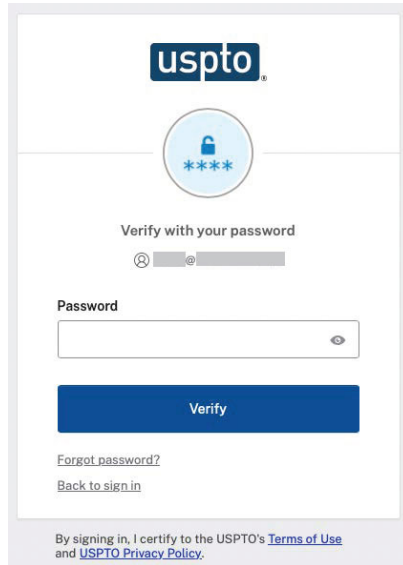 uspto®
****
Verify with your password
@
Password
Verify
Forgot password?
Back to sign in
By signing in, I certify to the USPTO's Terms of Use
and USPTO Privacy Policy.